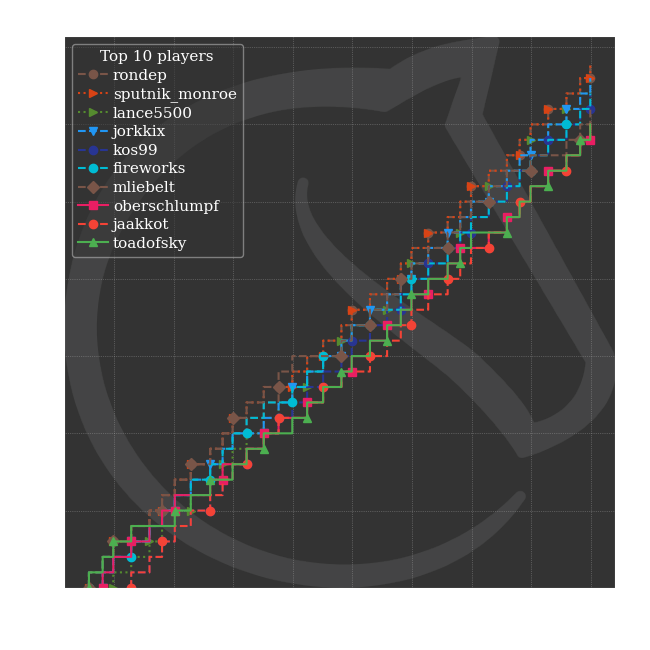 Top 10 players
rondep
sputnik_monroe
lance5500
jorkkix
kos99
fireworks
mliebelt
oberschlumpf
jaakkot
toadofsky